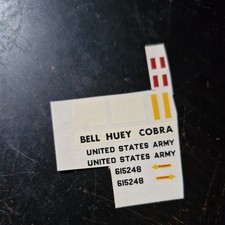 BELL HUEY COBRA
UNITED STATES ARMY
UNITED STATES ARMY
615248
615248